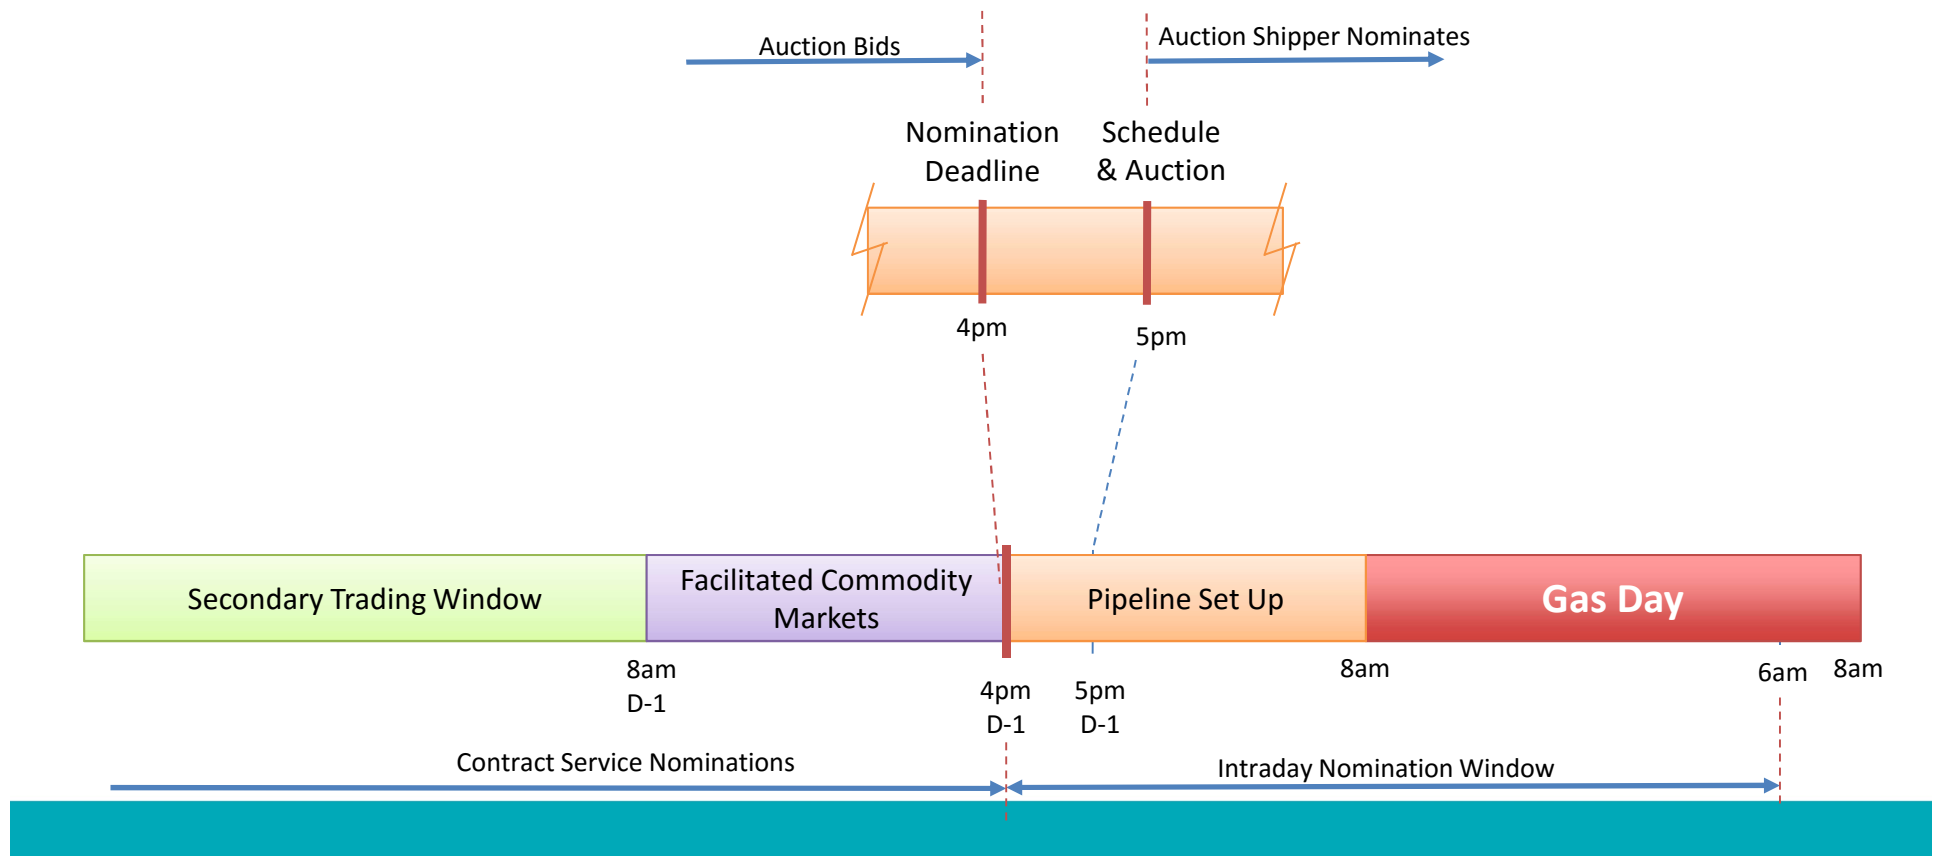 Auction Bids
Auction Shipper Nominates
Nomination
Deadline
Schedule
& Auction
4pm
5pm
Secondary Trading Window
Facilitated Commodity
Markets
Pipeline Set Up
Gas Day
8am
D-1
4pm
D-1
5pm
D-1
8am
6am
8am
Contract Service Nominations
Intraday Nomination Window